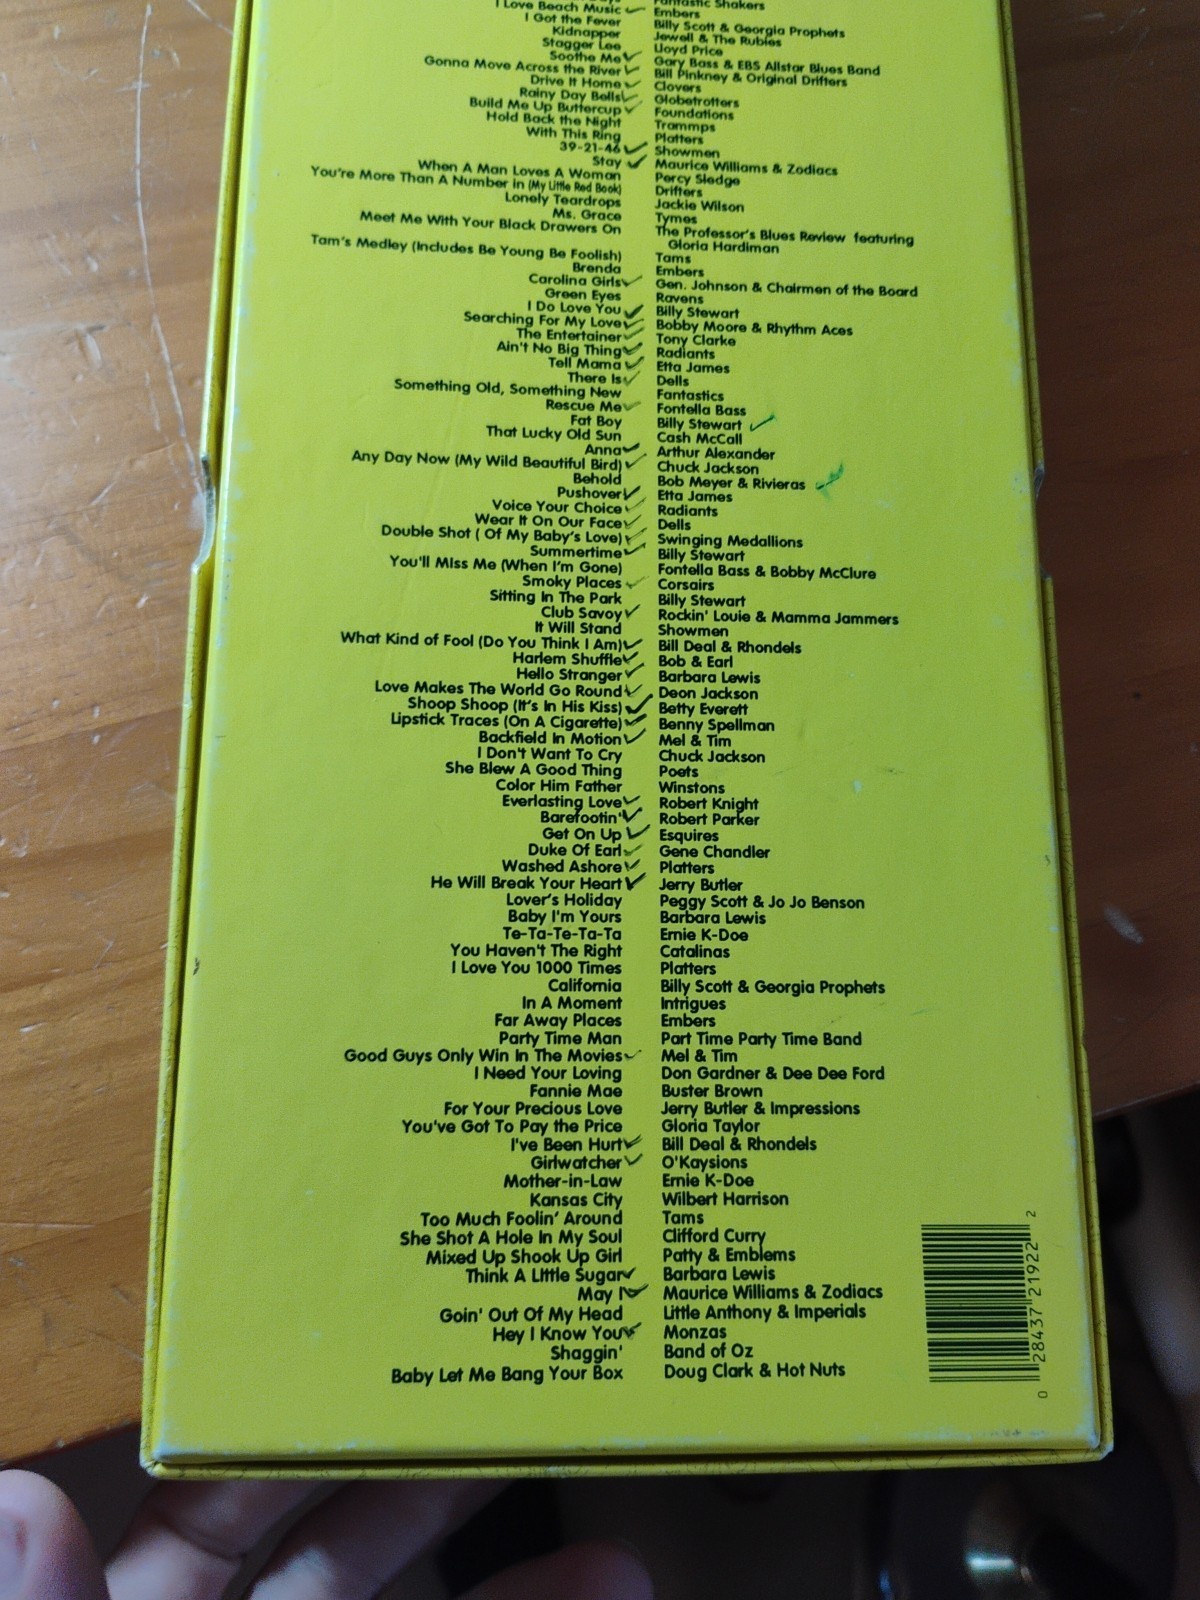 I Love Beach Music ✓ Embers
I Got the Fever Billy Scott & Georgia Prophets
Kidnapper Jewell & The Rubies
Stagger Lee Lloyd Price
Soothe Me ✓ Gary Bass & EBS Allstar Blues Band
Gonna Move Across the River ✓ Bill Pinkney & Original Drifters
Drive It Home ✓ Clovers
Rainy Day Bells ✓ Globetrotters
Build Me Up Buttercup ✓ Foundations
Hold Back the Night Trammps
With This Ring Platters
39-21-46 ✓ Showmen
Stay ✓ Maurice Williams & Zodiacs
When A Man Loves A Woman Percy Sledge
You're More Than A Number in (My Little Red Book) Drifters
Lonely Teardrops Jackie Wilson
Ms. Grace Tymes
Meet Me With Your Black Drawers On The Professor's Blues Review featuring
Gloria Hardiman
Tam's Medley (Includes Be Young Be Foolish) Tams
Brenda Embers
Carolina Girls ✓ Gen. Johnson & Chairmen of the Board
Green Eyes Ravens
I Do Love You ✓ Billy Stewart
Searching For My Love ✓ Bobby Moore & Rhythm Aces
The Entertainer ✓ Tony Clarke
Ain't No Big Thing ✓ Radiants
Tell Mama ✓ Etta James
There Is ✓ Dells
Something Old, Something New Fantastics
Rescue Me ✓ Fontella Bass
Fat Boy Billy Stewart ✓
That Lucky Old Sun Cash McCall
Anna ✓ Arthur Alexander
Any Day Now (My Wild Beautiful Bird) ✓ Chuck Jackson
Behold Bob Meyer & Rivieras ✓
Pushover ✓ Etta James
Voice Your Choice ✓ Radiants
Wear It On Our Face ✓ Dells
Double Shot ( Of My Baby's Love) ✓ Swinging Medallions
Summertime ✓ Billy Stewart
You'll Miss Me (When I'm Gone) Fontella Bass & Bobby McClure
Smoky Places ✓ Corsairs
Sitting In The Park Billy Stewart
Club Savoy ✓ Rockin' Louie & Mamma Jammers
It Will Stand Showmen
What Kind of Fool (Do You Think I Am) ✓ Bill Deal & Rhondels
Harlem Shuffle ✓ Bob & Earl
Hello Stranger ✓ Barbara Lewis
Love Makes The World Go Round ✓ Deon Jackson
Shoop Shoop (It's In His Kiss) ✓ Betty Everett
Lipstick Traces (On A Cigarette) ✓ Benny Spellman
Backfield In Motion ✓ Mel & Tim
I Don't Want To Cry Chuck Jackson
She Blew A Good Thing Poets
Color Him Father Winstons
Everlasting Love ✓ Robert Knight
Barefootin' ✓ Robert Parker
Get On Up ✓ Esquires
Duke Of Earl ✓ Gene Chandler
Washed Ashore ✓ Platters
He Will Break Your Heart ✓ Jerry Butler
Lover's Holiday Peggy Scott & Jo Jo Benson
Baby I'm Yours Barbara Lewis
Te-Ta-Te-Ta-Ta Ernie K-Doe
You Haven't The Right Catalinas
I Love You 1000 Times Platters
California Billy Scott & Georgia Prophets
In A Moment Intrigues
Far Away Places Embers
Party Time Man Part Time Party Time Band
Good Guys Only Win In The Movies ✓ Mel & Tim
I Need Your Loving Don Gardner & Dee Dee Ford
Fannie Mae Buster Brown
For Your Precious Love Jerry Butler & Impressions
You've Got To Pay the Price Gloria Taylor
I've Been Hurt ✓ Bill Deal & Rhondels
Girlwatcher ✓ O'Kaysions
Mother-in-Law Ernie K-Doe
Kansas City Wilbert Harrison
Too Much Foolin' Around Tams
She Shot A Hole In My Soul Clifford Curry
Mixed Up Shook Up Girl Patty & Emblems
Think A Little Sugar ✓ Barbara Lewis
May I ✓ Maurice Williams & Zodiacs
Goin' Out Of My Head Little Anthony & Imperials
Hey I Know You ✓ Monzas
Shaggin' Band of Oz
Baby Let Me Bang Your Box Doug Clark & Hot Nuts
0 28437 21922 2